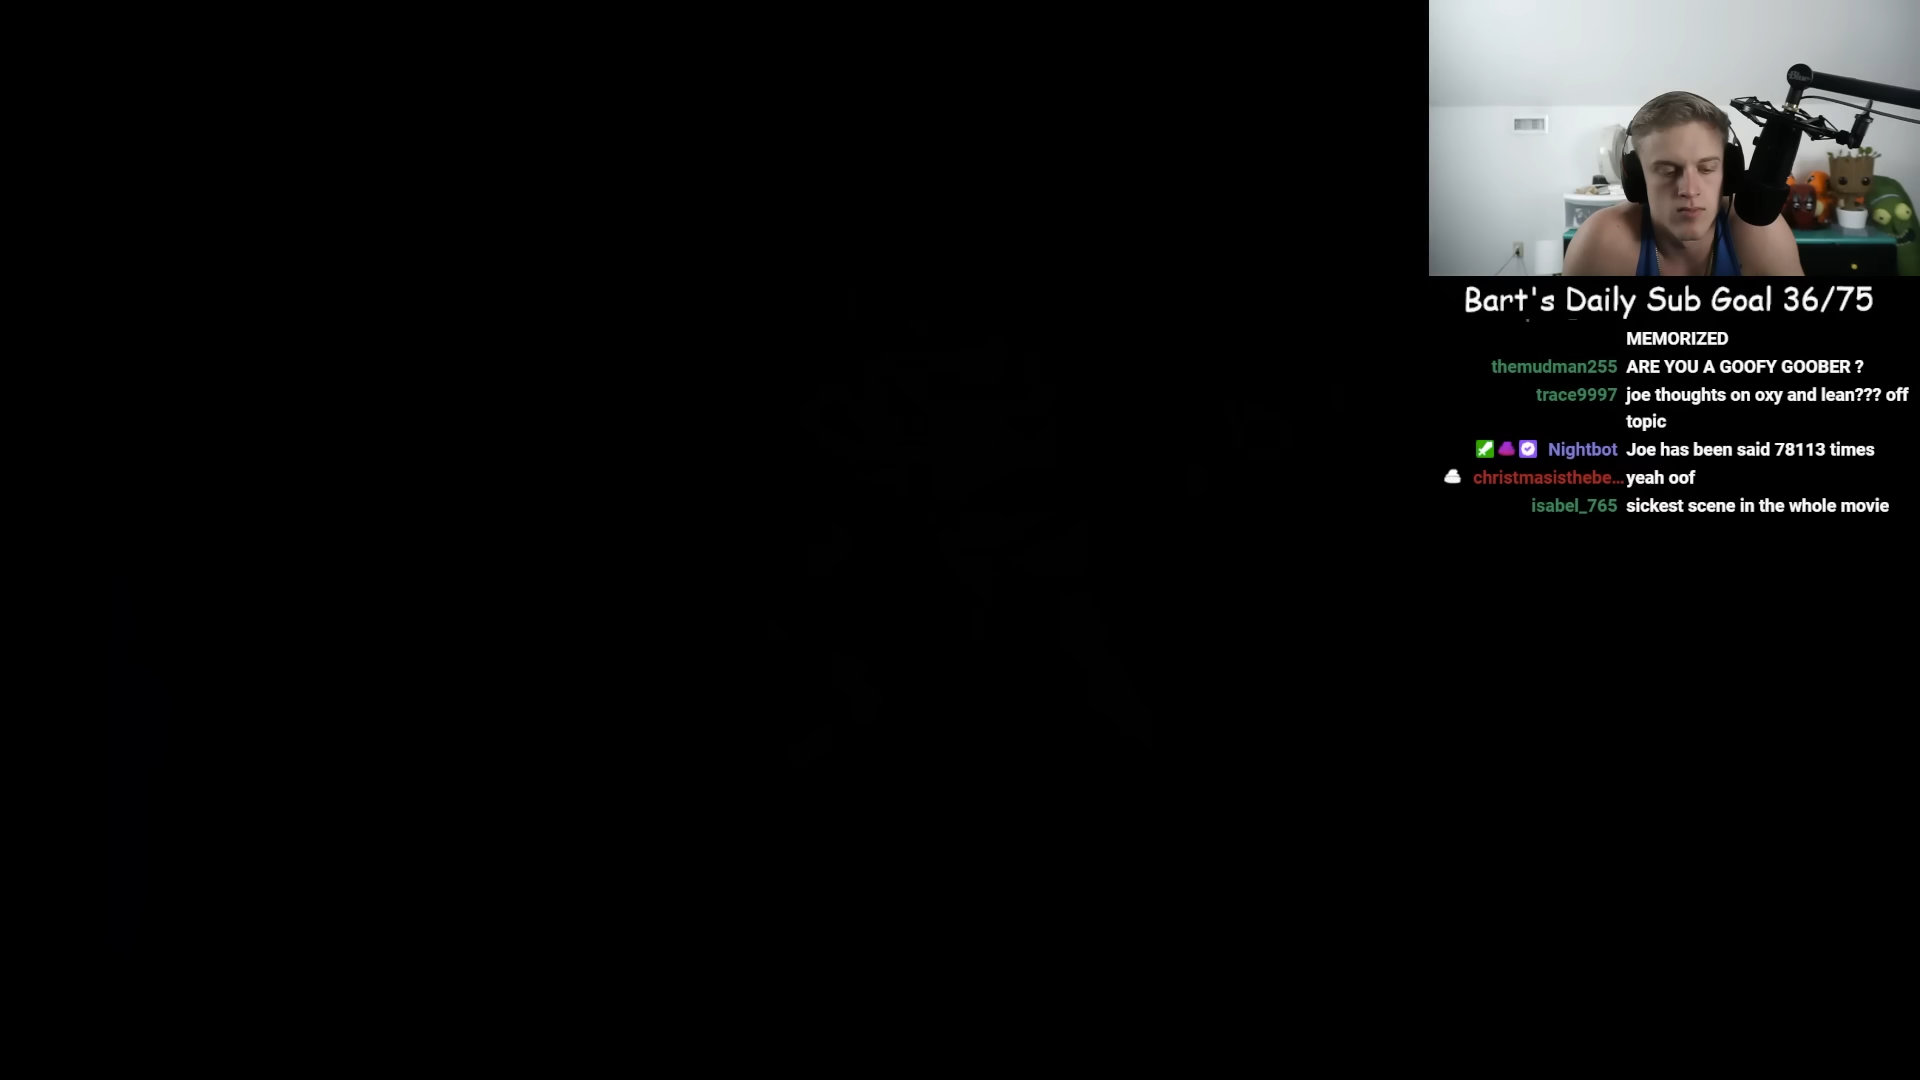 Bart's Daily Sub Goal 36/75
MEMORIZED
themudman255 ARE YOU A GOOFY GOOBER ?
trace9997 joe thoughts on oxy and lean??? off
topic
Nightbot Joe has been said 78113 times
christmasisthebe... yeah oof
isabel_765 sickest scene in the whole movie